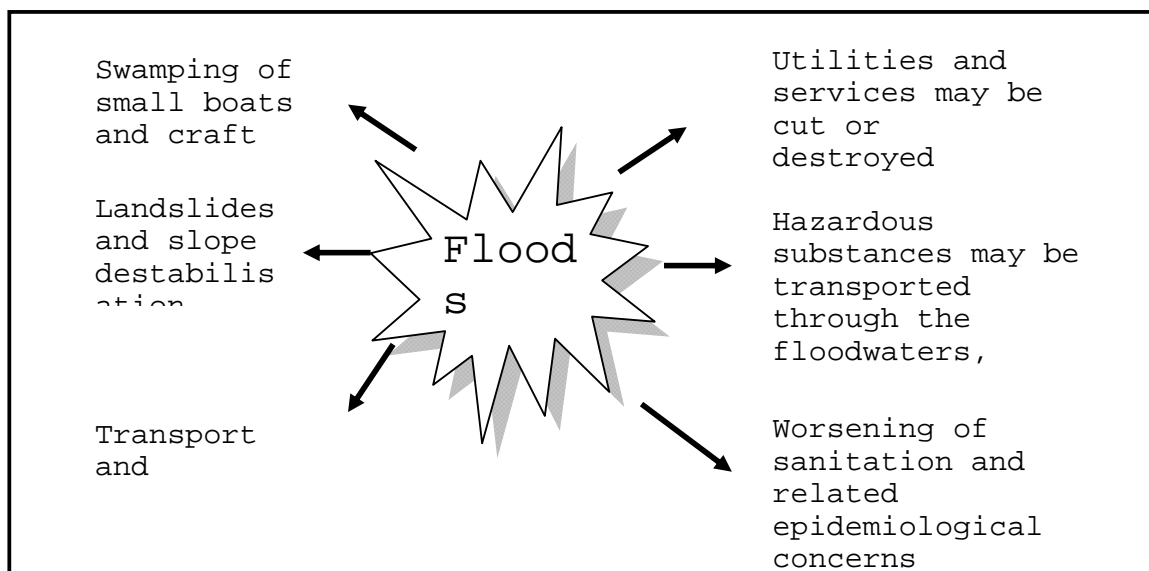 Swamping of
small boats
and craft
Landslides
and slope
destabilis
ation
Transport
and
Flood
s
Utilities and
services may be
cut or
destroyed
Hazardous
substances may be
transported
through the
floodwaters,
Worsening of
sanitation and
related
epidemiological
concerns